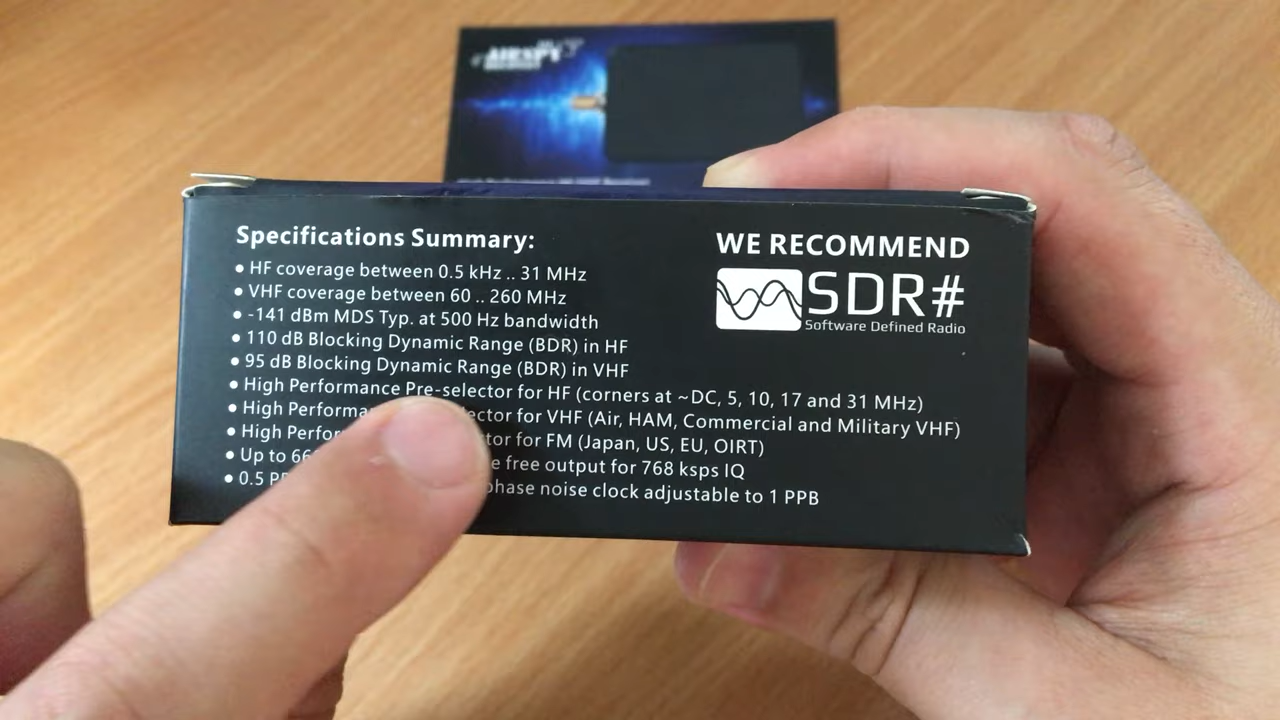 AIRSPY
Specifications Summary:
• HF coverage between 0.5 kHz .. 31 MHz
• VHF coverage between 60 .. 260 MHz
• -141 dBm MDS Typ. at 500 Hz bandwidth
• 110 dB Blocking Dynamic Range (BDR) in HF
• 95 dB Blocking Dynamic Range (BDR) in VHF
• High Performance Pre-selector for HF (corners at ~DC, 5, 10, 17 and 31 MHz)
• High for VHF (Air, HAM, Commercial and Military VHF)
• High for FM (Japan, US, EU, OIRT)
• Up to free output for 768 ksps IQ
• 0.5 phase noise clock adjustable to 1 PPB
WE RECOMMEND
SDR#
Software Defined Radio